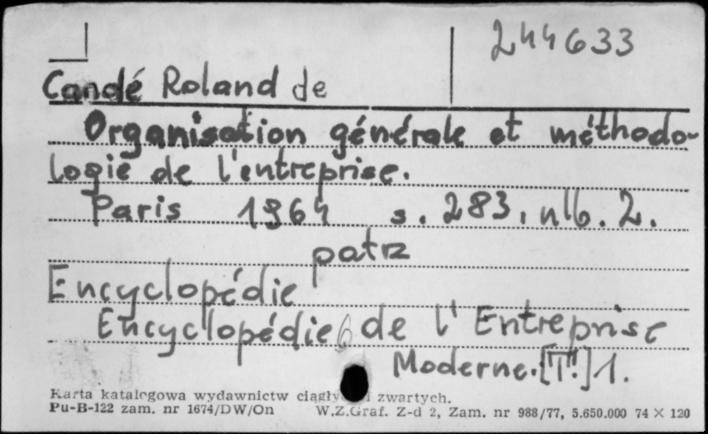 244633
Candé Roland de
Organisation générale et méthodo-
logie de l'entreprise.
Paris 1964 s. 283, nlb. 2.
patrz
Encyclopédie
Encyclopédie de l'Entreprise
Moderne. [T.] 1.
Karta katalogowa wydawnictw ciągłych i zwartych.
Pu-B-122 zam. nr 1674/DW/On W.Z.Graf. Z-d 2, Zam. nr 988/77, 5.650.000 74 × 120